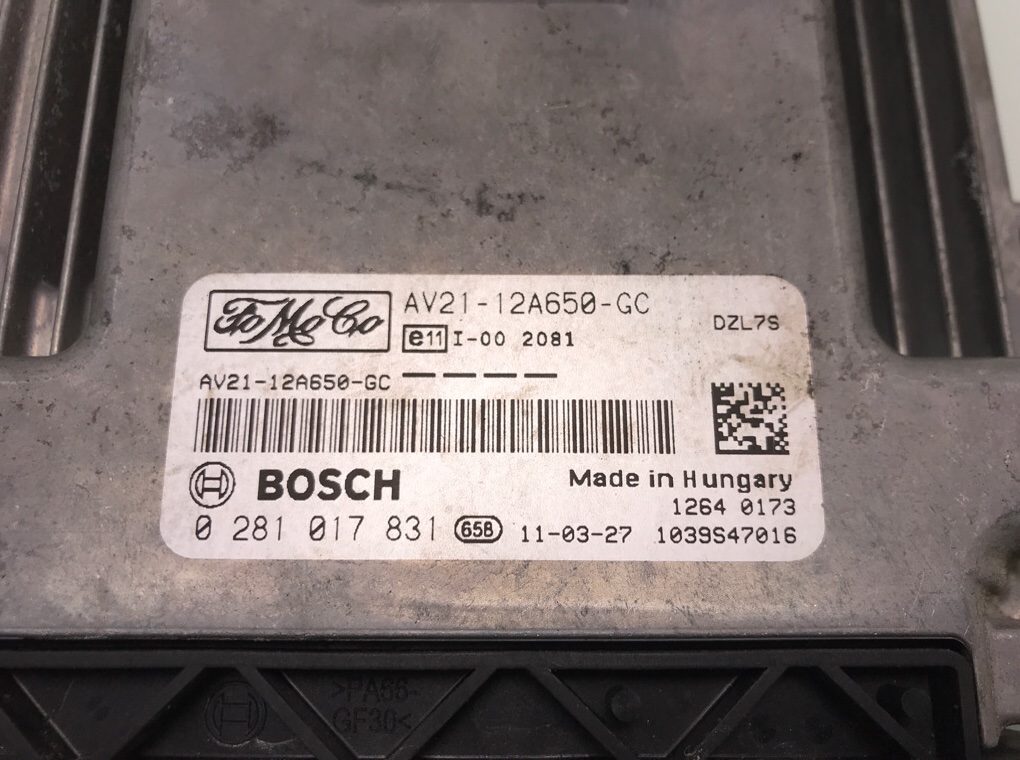 FoMoCo AV21-12A650-GC
DZL7S
e11 I-00 2081
AV21-12A650-GC
BOSCH
Made in Hungary
1264 0173
0 281 017 831 65B 11-03-27 1039S47016
>PA66-
GF30<